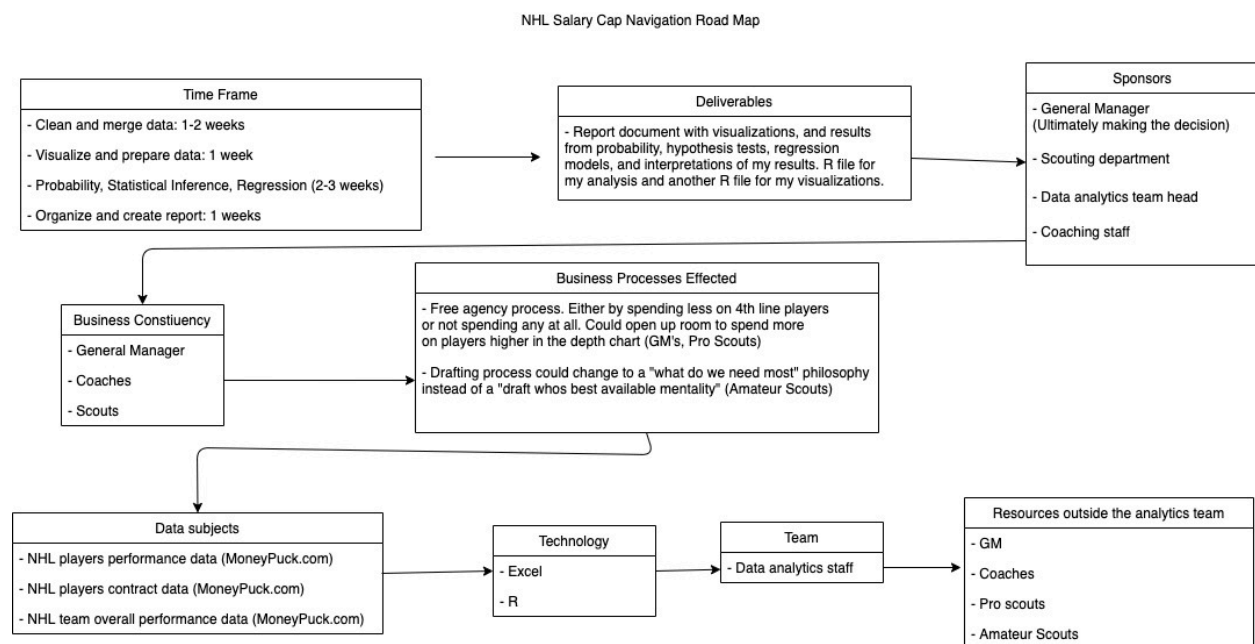 NHL Salary Cap Navigation Road Map
Time Frame
- Clean and merge data: 1-2 weeks
- Visualize and prepare data: 1 week
- Probability, Statistical Inference, Regression (2-3 weeks)
- Organize and create report: 1 weeks
Deliverables
- Report document with visualizations, and results
from probability, hypothesis tests, regression
models, and interpretations of my results. R file for
my analysis and another R file for my visualizations.
Sponsors
- General Manager
(Ultimately making the decision)
- Scouting department
- Data analytics team head
- Coaching staff
Business Constiuency
- General Manager
- Coaches
- Scouts
Business Processes Effected
- Free agency process. Either by spending less on 4th line players
or not spending any at all. Could open up room to spend more
on players higher in the depth chart (GM's, Pro Scouts)
- Drafting process could change to a "what do we need most" philosophy
instead of a "draft whos best available mentality" (Amateur Scouts)
Data subjects
- NHL players performance data (MoneyPuck.com)
- NHL players contract data (MoneyPuck.com)
- NHL team overall performance data (MoneyPuck.com)
Technology
- Excel
- R
Team
- Data analytics staff
Resources outside the analytics team
- GM
- Coaches
- Pro scouts
- Amateur Scouts